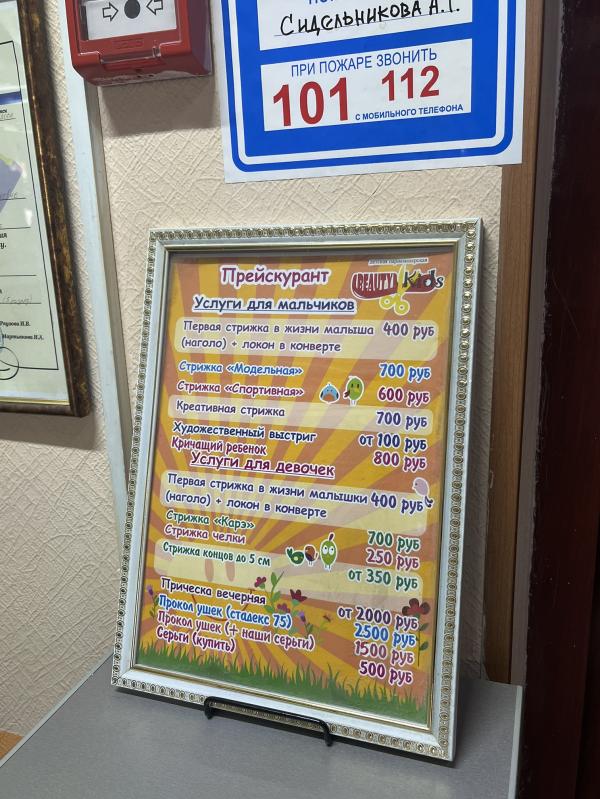 Сидельникова А.Г.
ПРИ ПОЖАРЕ ЗВОНИТЬ
101 112
С МОБИЛЬНОГО ТЕЛЕФОНА
Прейскурант
детская парикмахерская
BEAUTY Kids
Услуги для мальчиков
Первая стрижка в жизни малыша 400 руб
(наголо) + локон в конверте
Стрижка «Модельная» 700 руб
Стрижка «Спортивная» 600 руб
Креативная стрижка 700 руб
Художественный выстриг от 100 руб
Кричащий ребенок 800 руб
Услуги для девочек
Первая стрижка в жизни малышки 400 руб
(наголо) + локон в конверте
Стрижка «Карэ» 700 руб
Стрижка челки 250 руб
Стрижка концов до 5 см от 350 руб
Прическа вечерняя от 2000 руб
Прокол ушек (стадекс 75) 2500 руб
Прокол ушек (+ наши серьги) 1500 руб
Серьги (купить) 500 руб